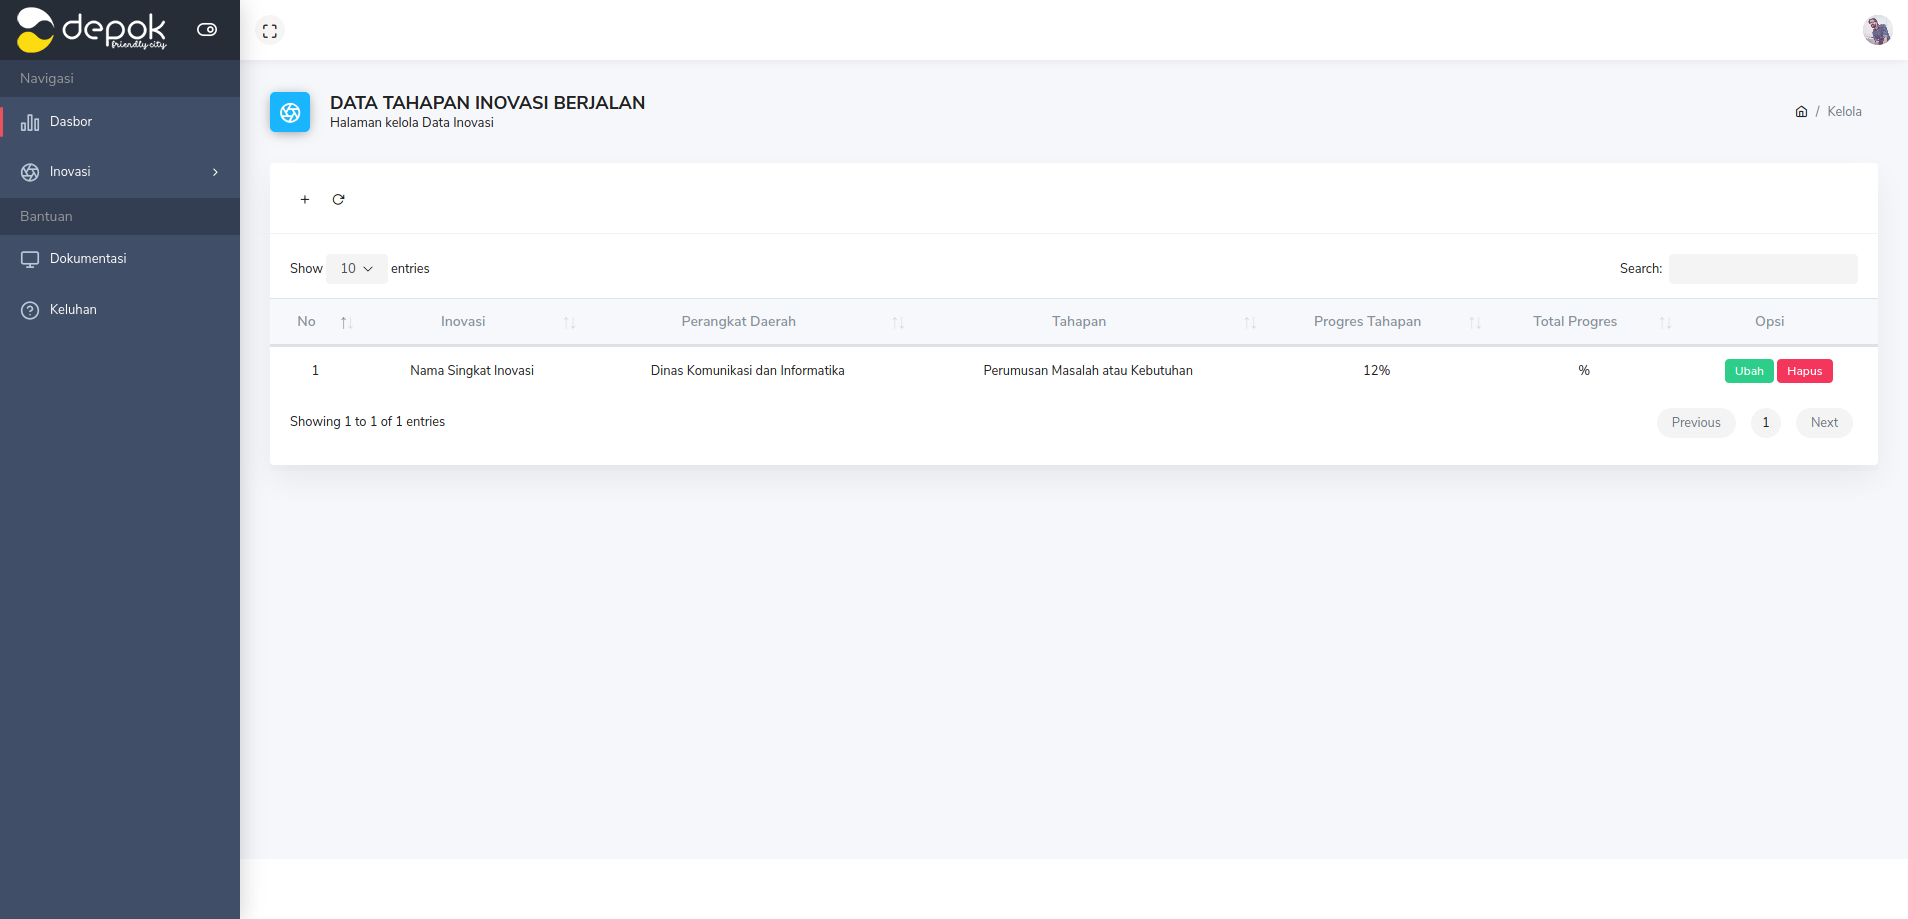 depok
friendly city
Navigasi
Dasbor
Inovasi
Bantuan
Dokumentasi
Keluhan
DATA TAHAPAN INOVASI BERJALAN
Halaman kelola Data Inovasi
/ Kelola
Show 10 entries
Search:
No Inovasi Perangkat Daerah Tahapan Progres Tahapan Total Progres Opsi
1 Nama Singkat Inovasi Dinas Komunikasi dan Informatika Perumusan Masalah atau Kebutuhan 12% % Ubah Hapus
Showing 1 to 1 of 1 entries
Previous 1 Next